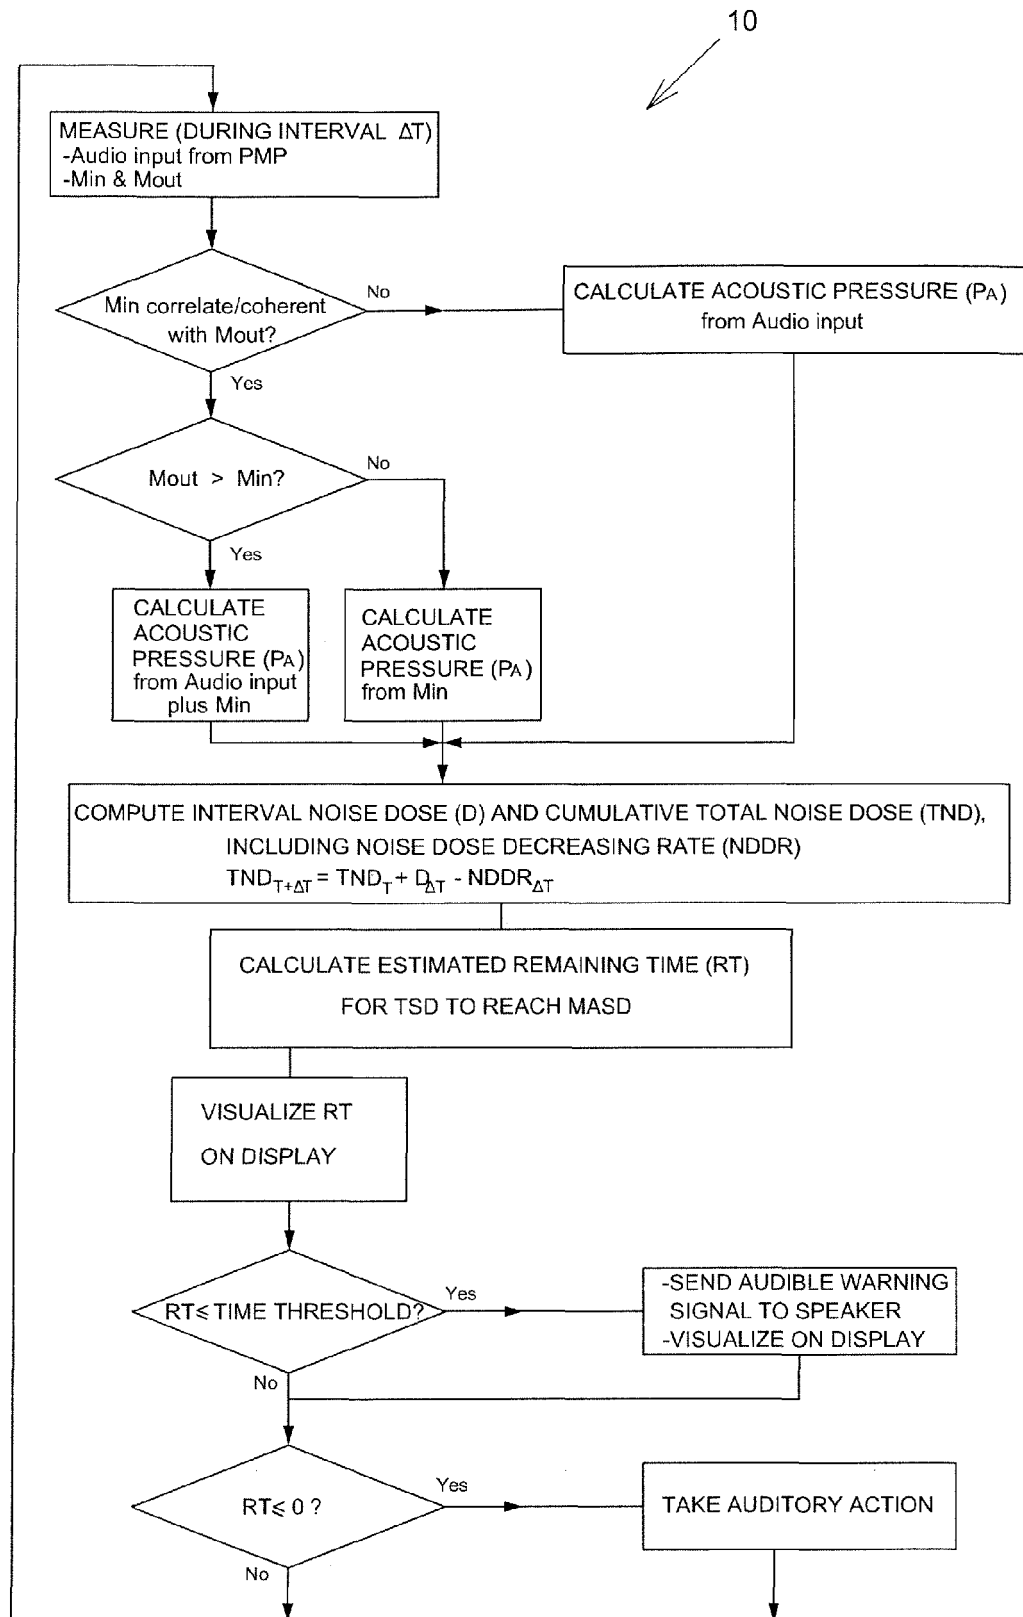 10
MEASURE (DURING INTERVAL ΔT)
-Audio input from PMP
-Min & Mout
Min correlate/coherent
with Mout?
No
CALCULATE ACOUSTIC PRESSURE (PA)
from Audio input
Yes
Mout > Min?
No
Yes
CALCULATE
ACOUSTIC
PRESSURE (PA)
from Audio input
plus Min
CALCULATE
ACOUSTIC
PRESSURE (PA)
from Min
COMPUTE INTERVAL NOISE DOSE (D) AND CUMULATIVE TOTAL NOISE DOSE (TND),
INCLUDING NOISE DOSE DECREASING RATE (NDDR)
TND_T+ΔT = TND_T + D_ΔT - NDDR_ΔT
CALCULATE ESTIMATED REMAINING TIME (RT)
FOR TSD TO REACH MASD
VISUALIZE RT
ON DISPLAY
RT≤TIME THRESHOLD?
Yes
-SEND AUDIBLE WARNING
SIGNAL TO SPEAKER
-VISUALIZE ON DISPLAY
No
RT≤ 0 ?
Yes
TAKE AUDITORY ACTION
No